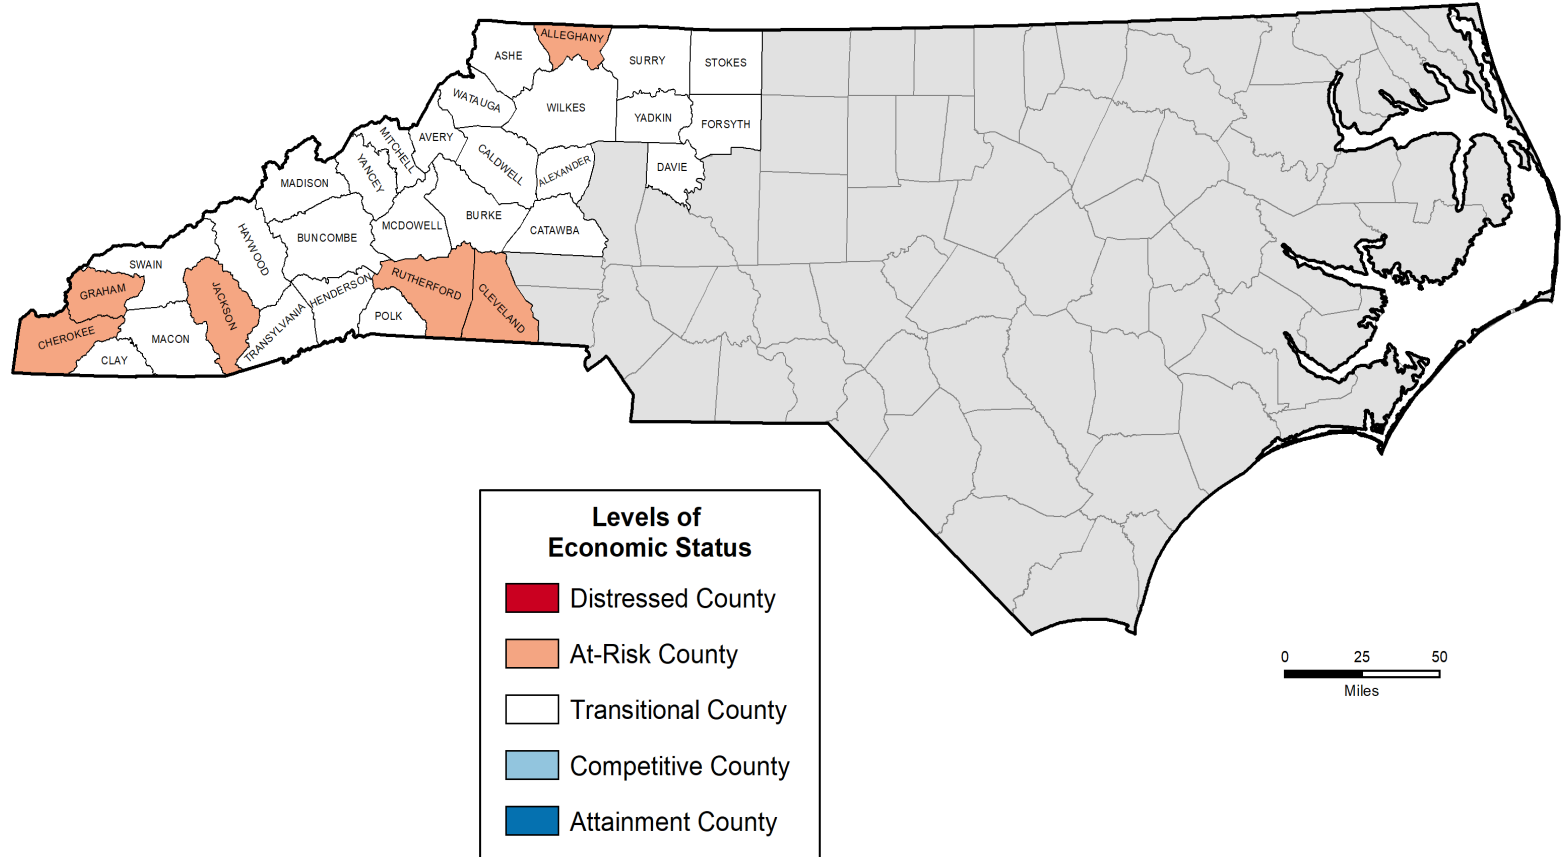 ALLEGHANY
ASHE
SURRY
STOKES
WATAUGA
WILKES
YADKIN
FORSYTH
MITCHELL
AVERY
CALDWELL
ALEXANDER
DAVIE
YANCEY
MADISON
BURKE
MCDOWELL
CATAWBA
HAYWOOD
BUNCOMBE
SWAIN
GRAHAM
JACKSON
HENDERSON
RUTHERFORD
CLEVELAND
CHEROKEE
MACON
TRANSYLVANIA
POLK
CLAY
Levels of
Economic Status
Distressed County
At-Risk County
Transitional County
Competitive County
Attainment County
0 25 50
Miles